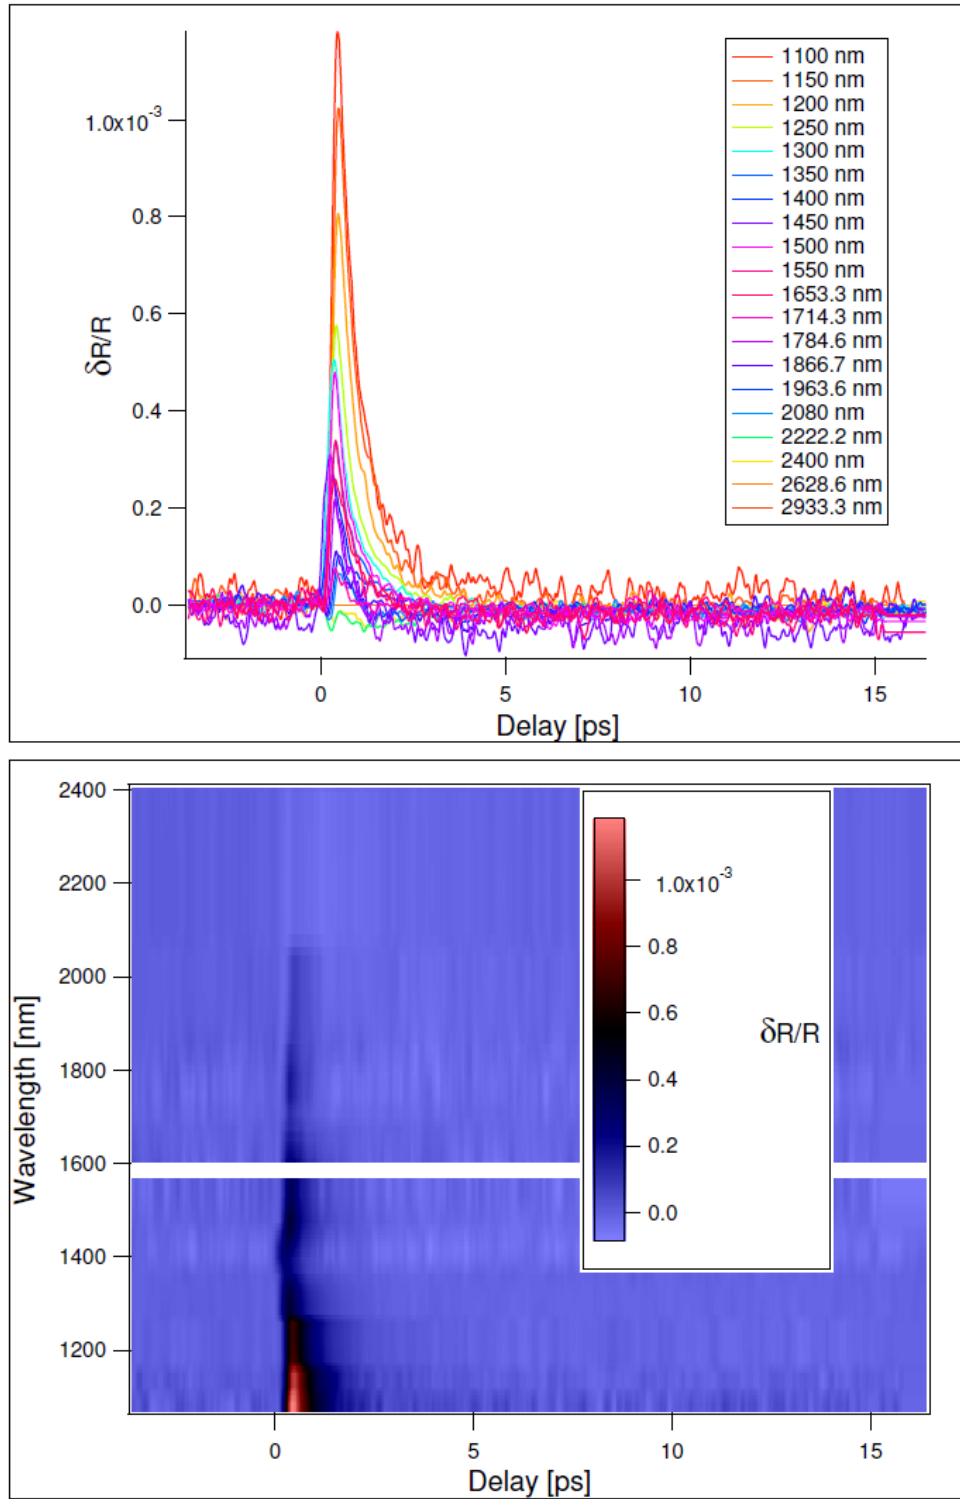 1.0x10⁻³
0.8
0.6
0.4
0.2
0.0
δR/R
0
5
10
15
Delay [ps]
1100 nm
1150 nm
1200 nm
1250 nm
1300 nm
1350 nm
1400 nm
1450 nm
1500 nm
1550 nm
1653.3 nm
1714.3 nm
1784.6 nm
1866.7 nm
1963.6 nm
2080 nm
2222.2 nm
2400 nm
2628.6 nm
2933.3 nm
2400
2200
2000
1800
1600
1400
1200
Wavelength [nm]
0
5
10
15
Delay [ps]
1.0x10⁻³
0.8
0.6
0.4
0.2
0.0
δR/R